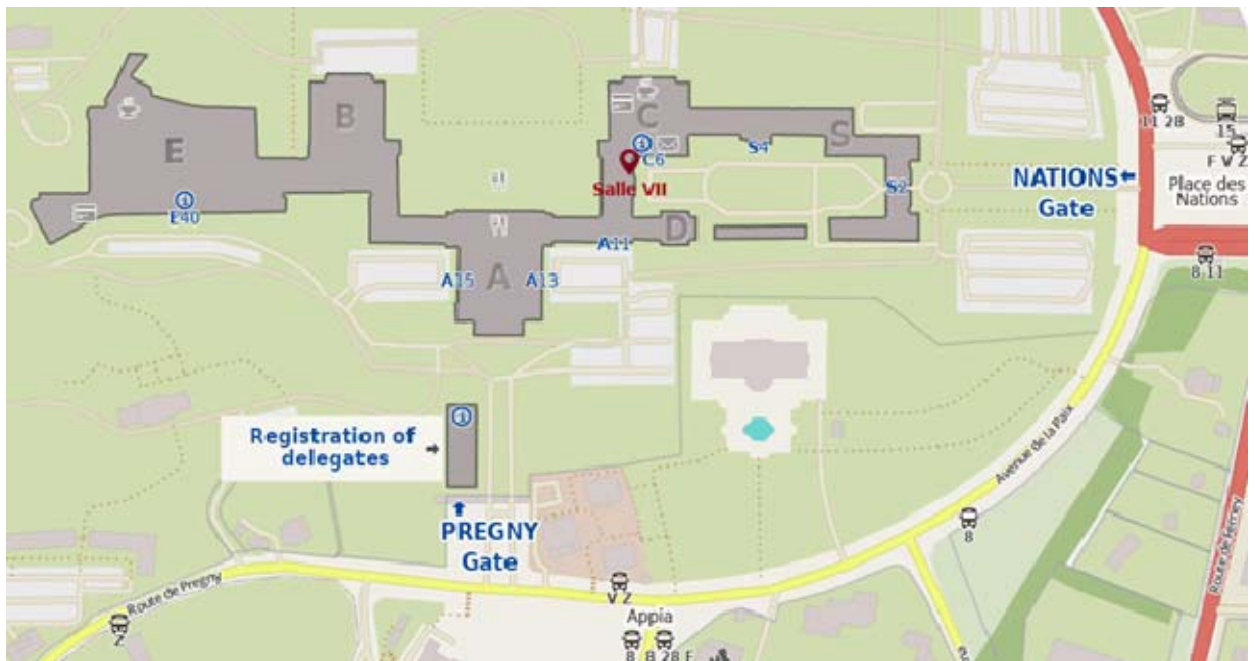 11 28
15
F V Z
B
C
S
E
S4
C6
Salle VII
NATIONS
Gate
Place des
Nations
S2
E40
D
A11
8 11
A15
A
A13
Registration of
delegates
Avenue de la Paix
PREGNY
Gate
8
Route de Ferney
V Z
Route de Pregny
Appia
Z
8
28 F